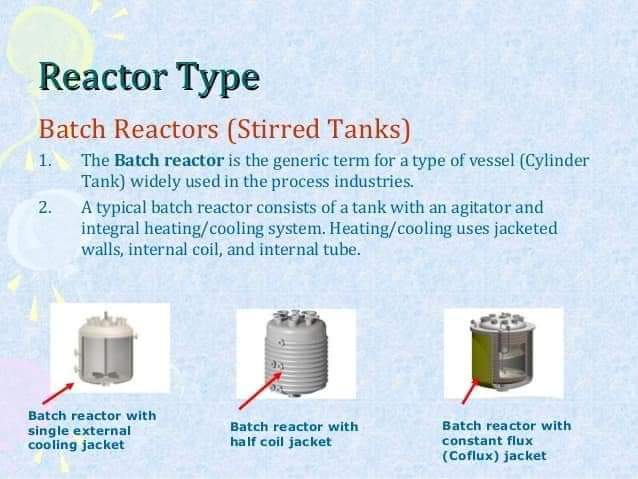 Reactor Type
Batch Reactors (Stirred Tanks)
1. The Batch reactor is the generic term for a type of vessel (Cylinder
Tank) widely used in the process industries.
2. A typical batch reactor consists of a tank with an agitator and
integral heating/cooling system. Heating/cooling uses jacketed
walls, internal coil, and internal tube.
Batch reactor with
single external
cooling jacket
Batch reactor with
half coil jacket
Batch reactor with
constant flux
(Coflux) jacket